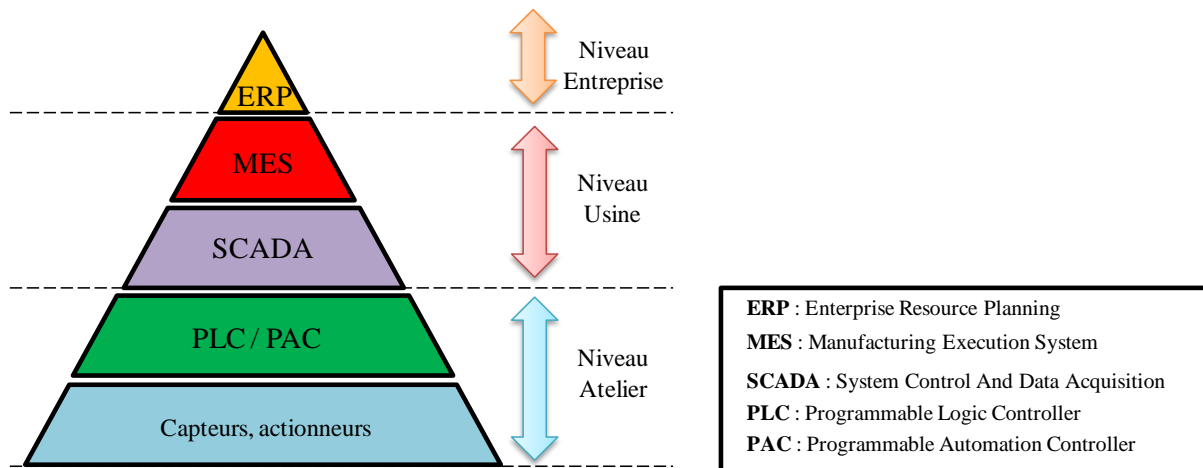 ERP
Niveau
Entreprise
MES
Niveau
Usine
SCADA
PLC / PAC
Niveau
Atelier
Capteurs, actionneurs
ERP : Enterprise Resource Planning
MES : Manufacturing Execution System
SCADA : System Control And Data Acquisition
PLC : Programmable Logic Controller
PAC : Programmable Automation Controller